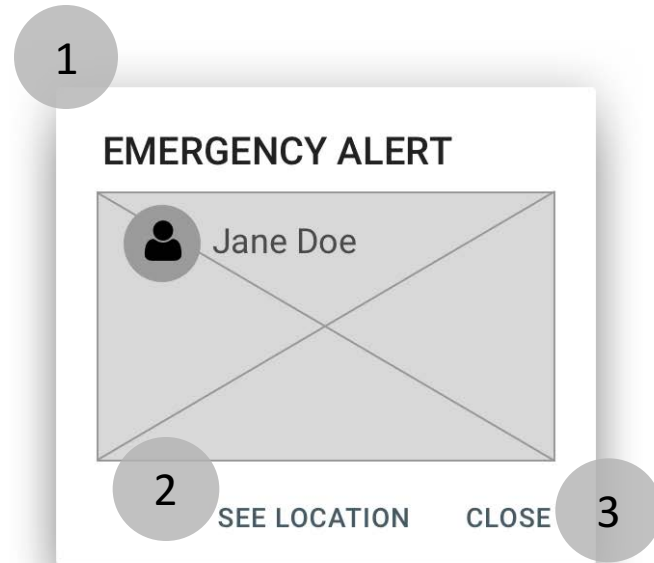 1
EMERGENCY ALERT
Jane Doe
2
SEE LOCATION CLOSE
3